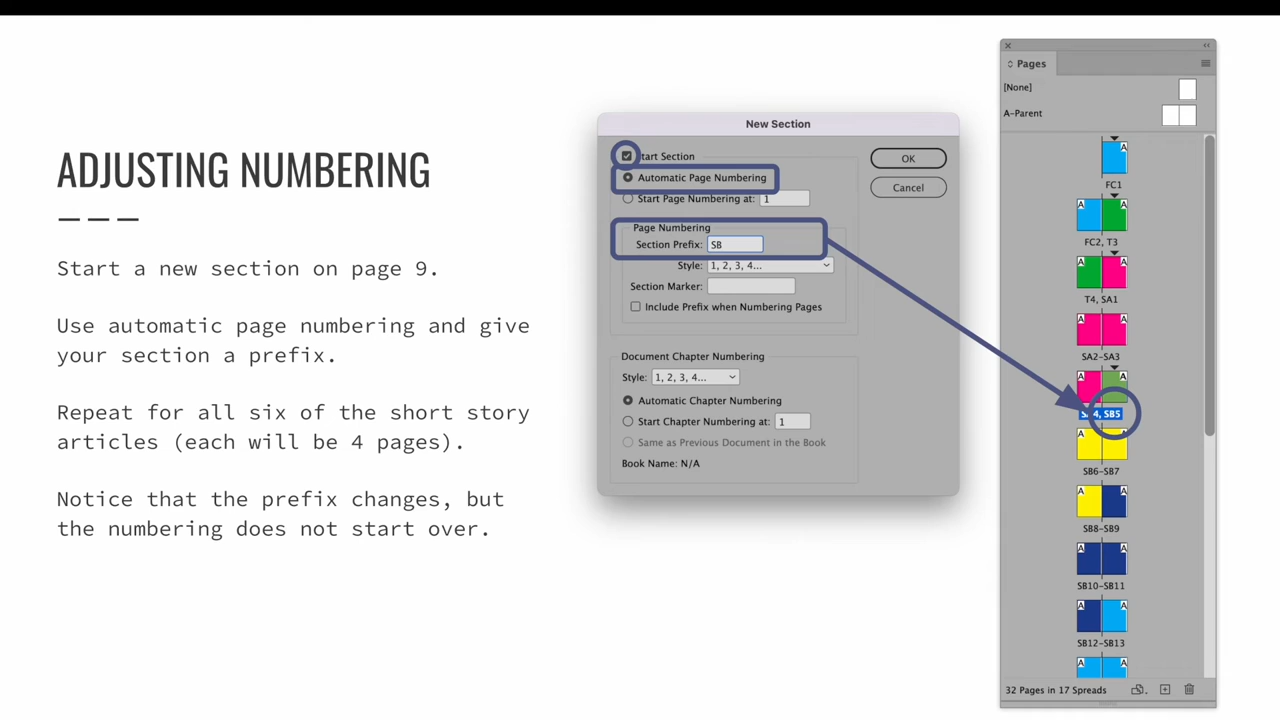 ADJUSTING NUMBERING
Start a new section on page 9.
Use automatic page numbering and give
your section a prefix.
Repeat for all six of the short story
articles (each will be 4 pages).
Notice that the prefix changes, but
the numbering does not start over.
New Section
Start Section
Automatic Page Numbering
Start Page Numbering at: 1
Page Numbering
Section Prefix: SB
Style: 1, 2, 3, 4...
Section Marker:
Include Prefix when Numbering Pages
Document Chapter Numbering
Style: 1, 2, 3, 4...
Automatic Chapter Numbering
Start Chapter Numbering at: 1
Same as Previous Document in the Book
Book Name: N/A
OK
Cancel
Pages
[None]
A-Parent
A
FC1
A A
FC2, T3
A A
T4, SA1
A A
SA2-SA3
A A
SA4, SB5
A A
SB6-SB7
A A
SB8-SB9
A A
SB10-SB11
A A
SB12-SB13
A A
32 Pages in 17 Spreads